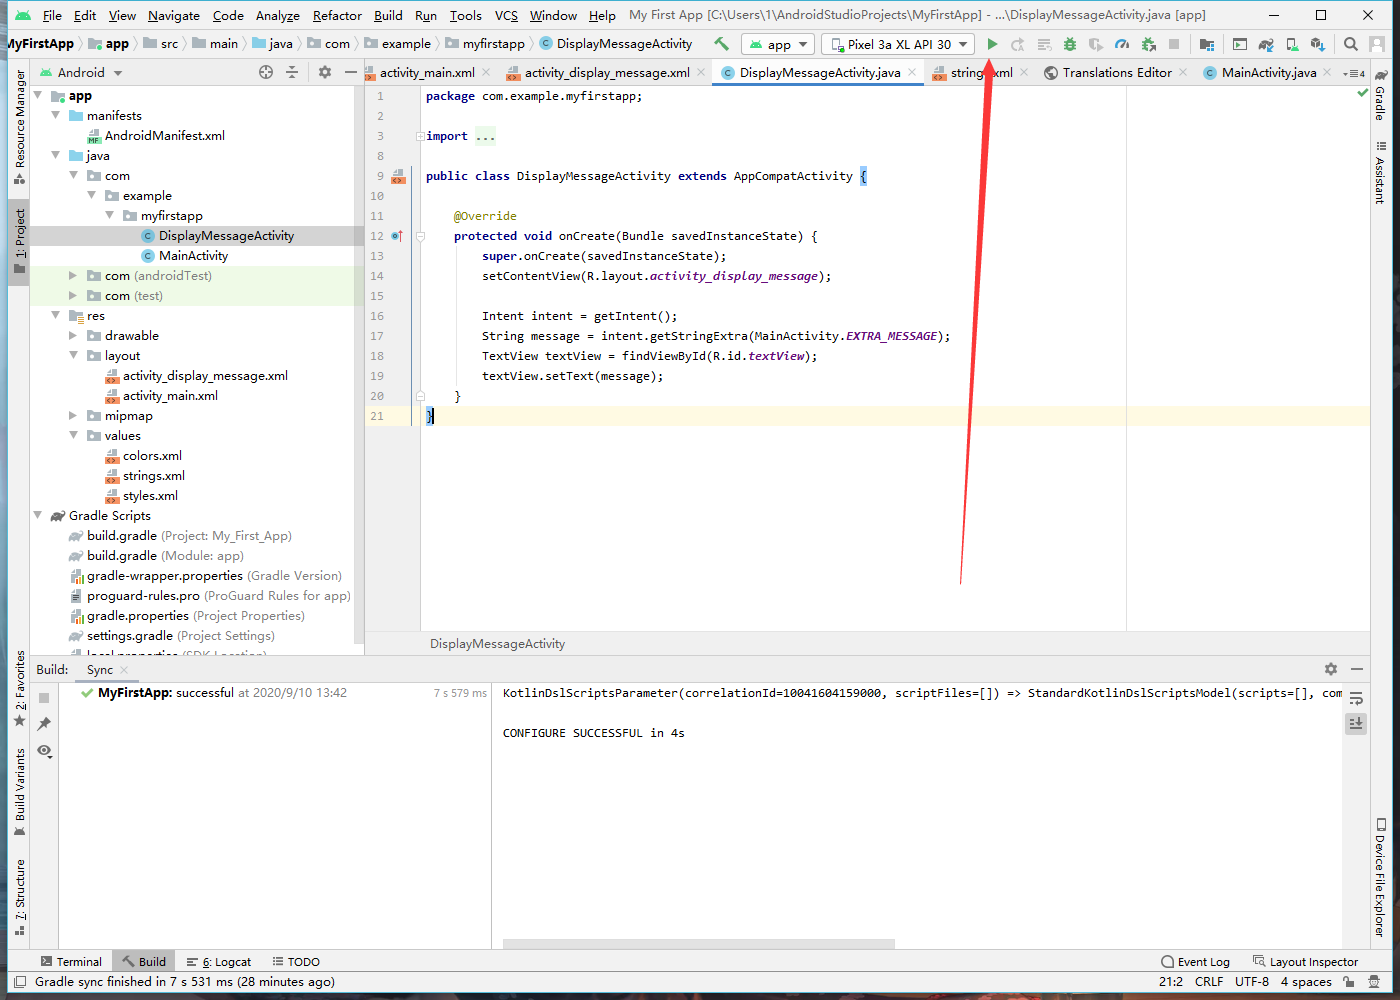 File Edit View Navigate Code Analyze Refactor Build Run Tools VCS Window Help My First App [C:\Users\1\AndroidStudioProjects\MyFirstApp] - ...\DisplayMessageActivity.java [app]
MyFirstApp app src main java com example myfirstapp DisplayMessageActivity app Pixel 3a XL API 30
Android activity_main.xml activity_display_message.xml DisplayMessageActivity.java Translations Editor MainActivity.java 4
app
manifests
AndroidManifest.xml
java
com
example
myfirstapp
DisplayMessageActivity
MainActivity
com (androidTest)
com (test)
res
drawable
layout
activity_display_message.xml
activity_main.xml
mipmap
values
colors.xml
strings.xml
styles.xml
Gradle Scripts
build.gradle (Project: My_First_App)
build.gradle (Module: app)
gradle-wrapper.properties (Gradle Version)
proguard-rules.pro (ProGuard Rules for app)
gradle.properties (Project Properties)
settings.gradle (Project Settings)
local.properties (SDK Location)
1 package com.example.myfirstapp;
2
3 import ...
8
9 public class DisplayMessageActivity extends AppCompatActivity {
10
11 @Override
12 protected void onCreate(Bundle savedInstanceState) {
13 super.onCreate(savedInstanceState);
14 setContentView(R.layout.activity_display_message);
15
16 Intent intent = getIntent();
17 String message = intent.getStringExtra(MainActivity.EXTRA_MESSAGE);
18 TextView textView = findViewById(R.id.textView);
19 textView.setText(message);
20 }
21 }
DisplayMessageActivity
Resource Manager
1: Project
2: Favorites
Build Variants
7: Structure
Gradle
Assistant
Device File Explorer
Build: Sync
MyFirstApp: successful at 2020/9/10 13:42 7 s 579 ms
KotlinDslScriptsParameter(correlationId=10041604159000, scriptFiles=[]) => StandardKotlinDslScriptsModel(scripts=[], com
CONFIGURE SUCCESSFUL in 4s
Terminal Build 6: Logcat TODO Event Log Layout Inspector
Gradle sync finished in 7 s 531 ms (28 minutes ago) 21:2 CRLF UTF-8 4 spaces